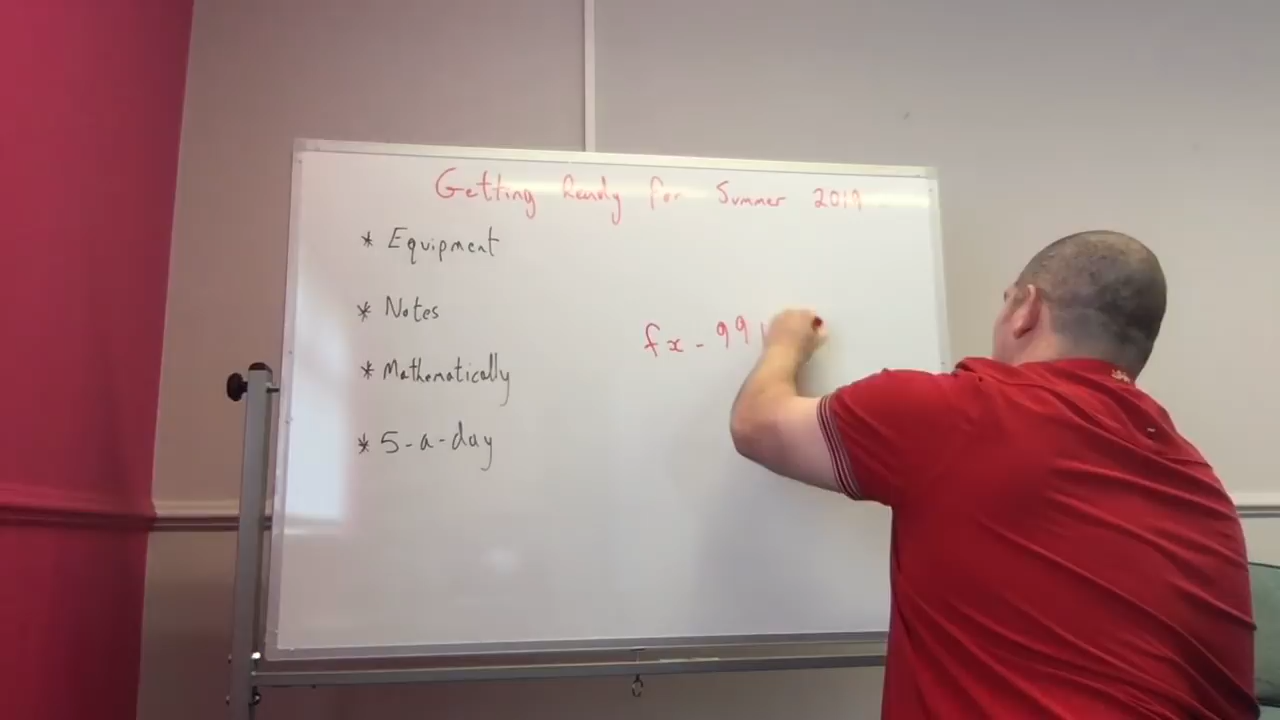 Getting Ready for Summer 2019
* Equipment
* Notes
fx-991
* Mathematically
* 5-a-day